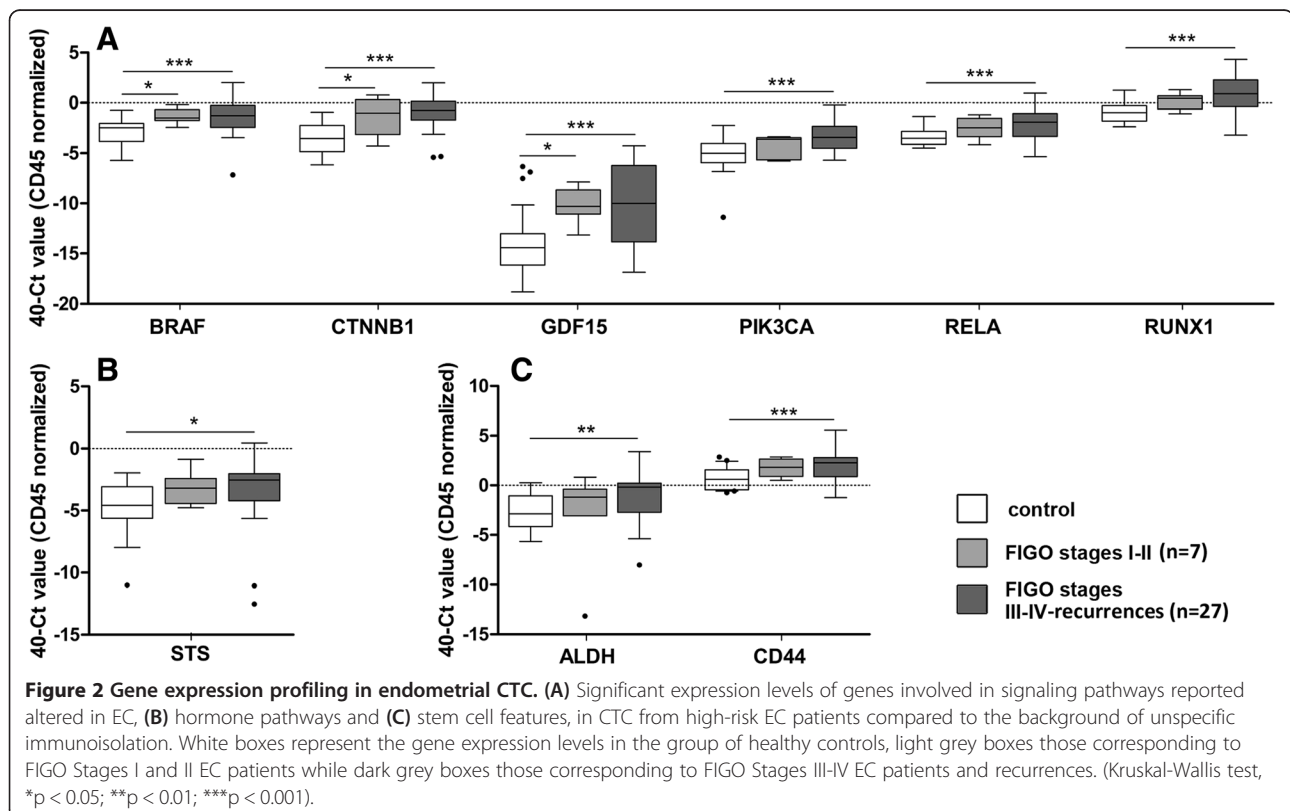 A
40-Ct value (CD45 normalized)
5
0
-5
-10
-15
-20
* ***
* ***
* ***
***
***
***
BRAF CTNNB1 GDF15 PIK3CA RELA RUNX1
B
40-Ct value (CD45 normalized)
5
0
-5
-10
-15
*
STS
C
40-Ct value (CD45 normalized)
10
5
0
-5
-10
-15
**
***
ALDH CD44
control
FIGO stages I-II (n=7)
FIGO stages
III-IV-recurrences (n=27)
Figure 2 Gene expression profiling in endometrial CTC. (A) Significant expression levels of genes involved in signaling pathways reported
altered in EC, (B) hormone pathways and (C) stem cell features, in CTC from high-risk EC patients compared to the background of unspecific
immunoisolation. White boxes represent the gene expression levels in the group of healthy controls, light grey boxes those corresponding to
FIGO Stages I and II EC patients while dark grey boxes those corresponding to FIGO Stages III-IV EC patients and recurrences. (Kruskal-Wallis test,
*p < 0.05; **p < 0.01; ***p < 0.001).